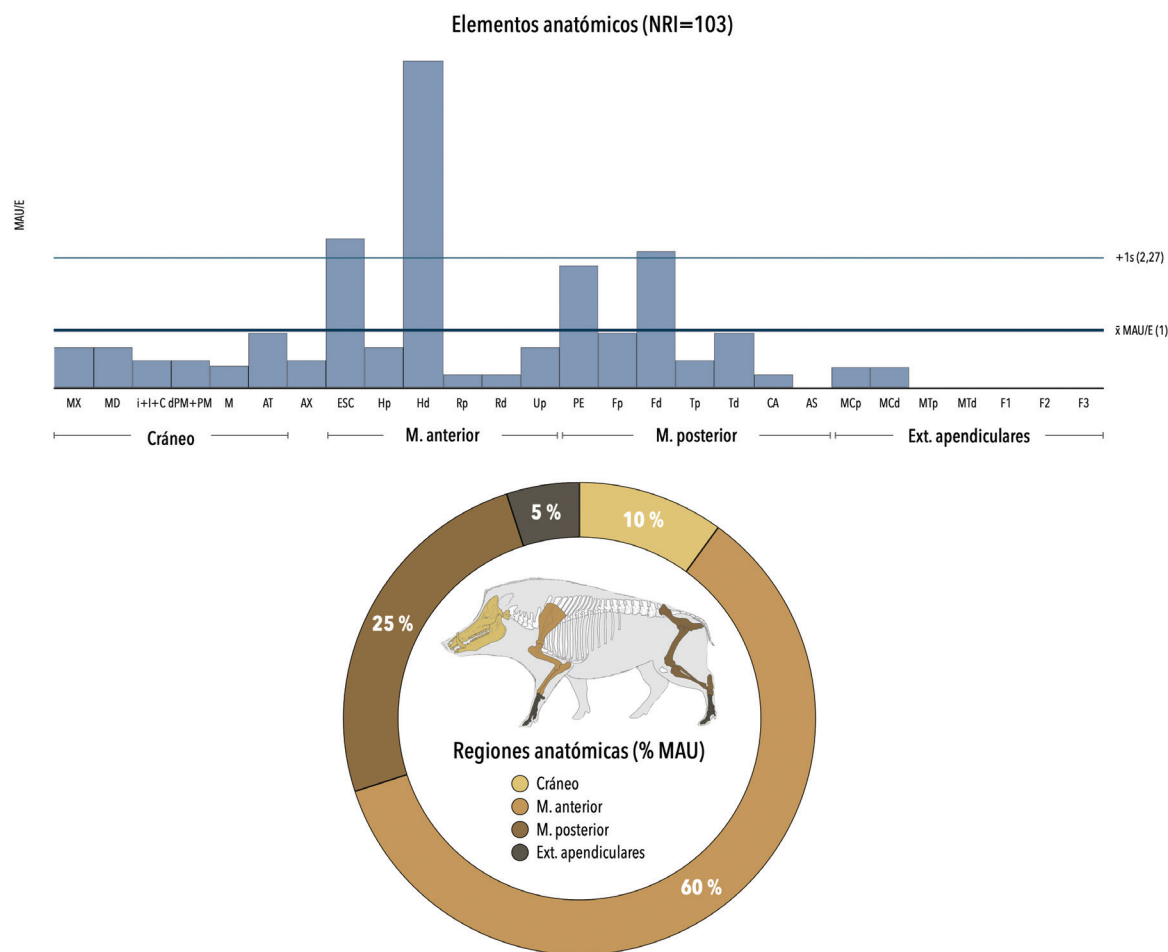 Elementos anatómicos (NRI=103)
MAU/E
+1s (2,27)
x̄ MAU/E (1)
MX MD i+I+C dPM+PM M AT AX ESC Hp Hd Rp Rd Up PE Fp Fd Tp Td CA AS MCp MCd MTp MTd F1 F2 F3
Cráneo M. anterior M. posterior Ext. apendiculares
5 % 10 %
25 %
Regiones anatómicas (% MAU)
Cráneo
M. anterior
M. posterior
Ext. apendiculares
60 %